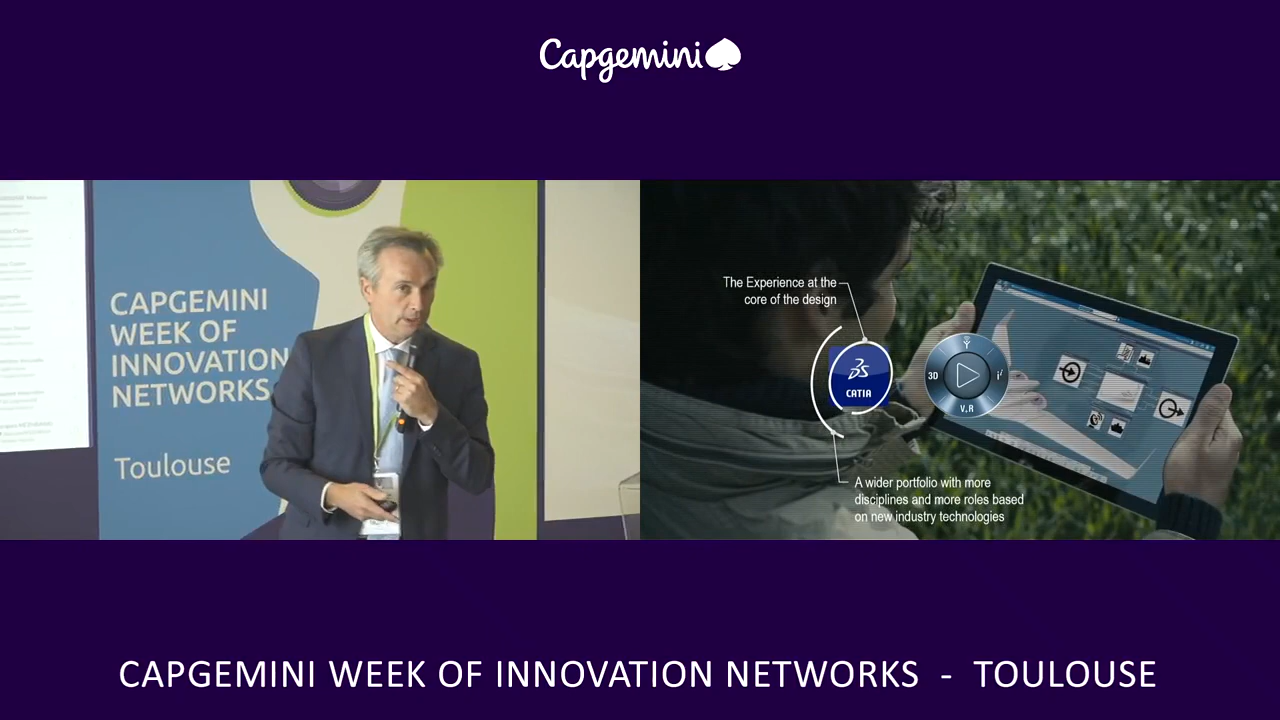 Capgemini
CAPGEMINI
WEEK OF
INNOVATION
NETWORKS
Toulouse
The Experience at the
core of the design
3S
CATIA
3D
V.R
A wider portfolio with more
disciplines and more roles based
on new industry technologies
CAPGEMINI WEEK OF INNOVATION NETWORKS - TOULOUSE